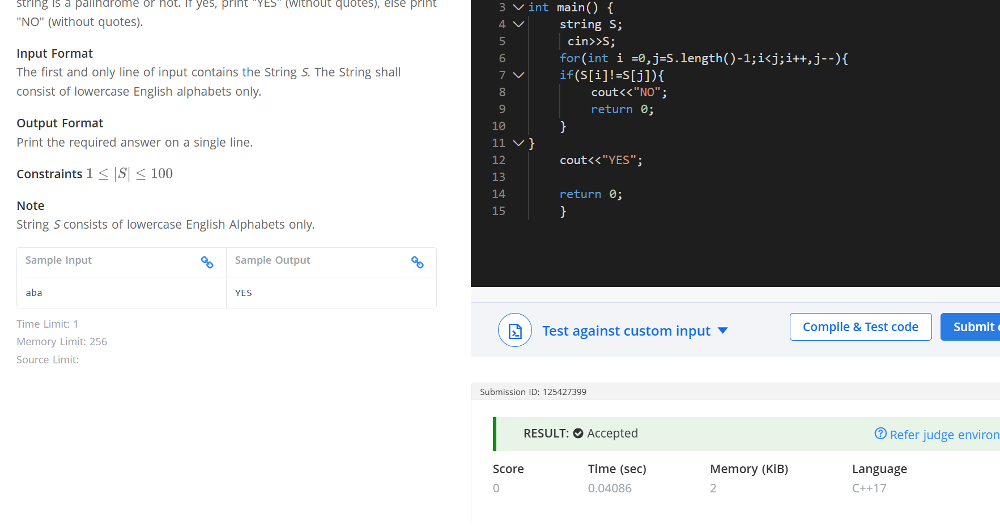 string is a palindrome or not. If yes, print "YES" (without quotes), else print
"NO" (without quotes).
Input Format
The first and only line of input contains the String S. The String shall
consist of lowercase English alphabets only.
Output Format
Print the required answer on a single line.
Constraints 1 ≤ |S| ≤ 100
Note
String S consists of lowercase English Alphabets only.
Sample Input
Sample Output
aba
YES
Time Limit: 1
Memory Limit: 256
Source Limit:
3 int main() {
4     string S;
5      cin>>S;
6     for(int i =0,j=S.length()-1;i<j;i++,j--){
7     if(S[i]!=S[j]){
8         cout<<"NO";
9         return 0;
10     }
11 }
12     cout<<"YES";
13
14     return 0;
15     }
Test against custom input
Compile & Test code
Submit
Submission ID: 125427399
RESULT: Accepted
Refer judge environ
Score
Time (sec)
Memory (KiB)
Language
0
0.04086
2
C++17